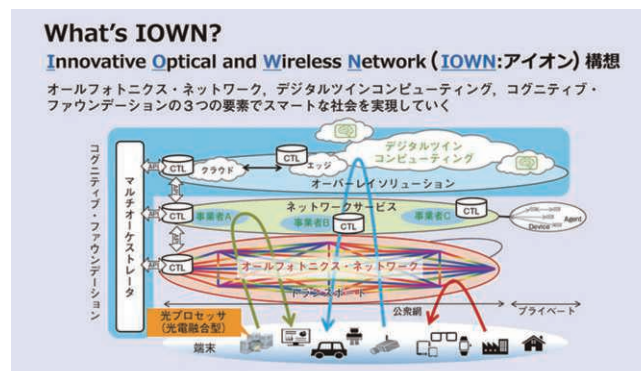 What's IOWN?
Innovative Optical and Wireless Network (IOWN:アイオン) 構想
オールフォトニクス・ネットワーク, デジタルツインコンピューティング, コグニティブ・
ファウンデーションの3つの要素でスマートな社会を実現していく
コグニティブ・ファウンデーション
マルチオーケストレータ
API
CTL
クラウド
CTL
エッジ
デジタルツイン
コンピューティング
オーバーレイソリューション
API
CTL
ネットワークサービス
事業者A
事業者B
CTL
事業者C
CTL
Device
Agent
API
CTL
オールフォトニクス・ネットワーク
トランスポート
公衆網
プライベート
光プロセッサ
(光電融合型)
端末